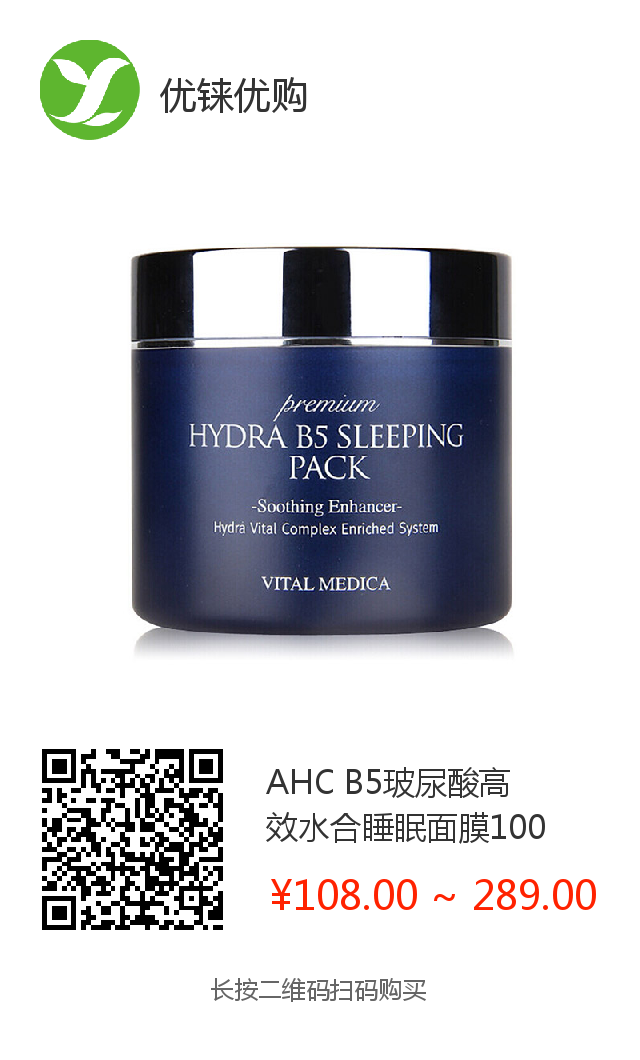 优铼优购
premium
HYDRA B5 SLEEPING
PACK
-Soothing Enhancer-
Hydra Vital Complex Enriched System
VITAL MEDICA
AHC B5玻尿酸高
效水合睡眠面膜100
¥108.00 ~ 289.00
长按二维码扫码购买